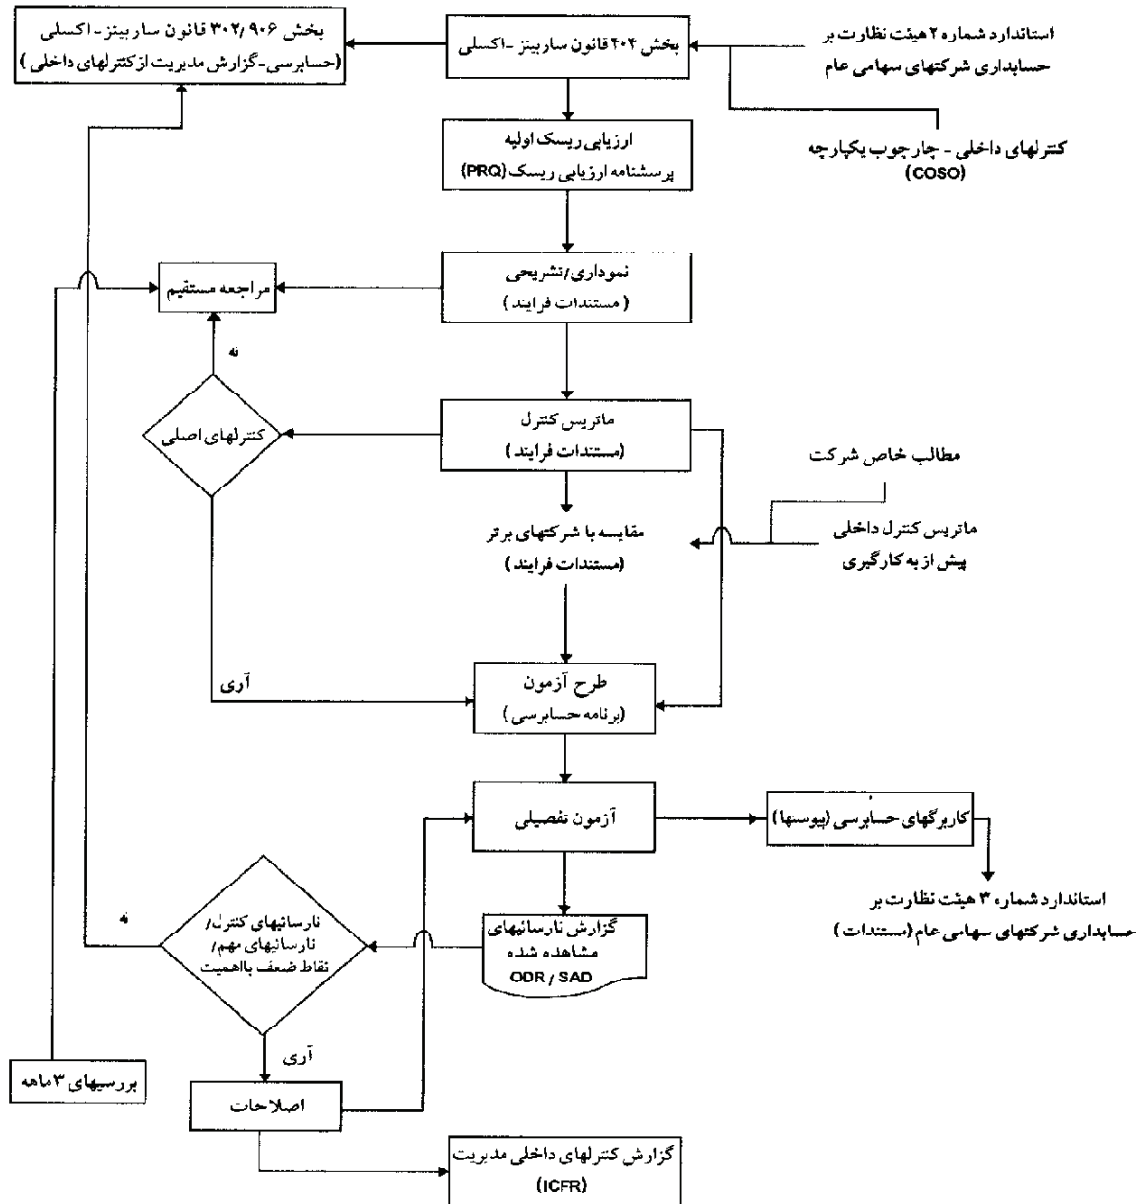 استاندارد شماره ۲ هیئت نظارت بر
حسابداری شرکتهای سهامی عام
بخش ۴۰۴ قانون ساربینز - اکسلی
بخش ۳۰۲/۹۰۶ قانون ساربینز - اکسلی
(حسابرسی-گزارش مدیریت از کنترلهای داخلی)
کنترلهای داخلی - چارچوب یکپارچه
(COSO)
ارزیابی ریسک اولیه
پرسشنامه ارزیابی ریسک (PRQ)
نموداری/تشریحی
(مستندات فرایند)
مراجعه مستقیم
نه
ماتریس کنترل
(مستندات فرایند)
کنترلهای اصلی
مطالب خاص شرکت
مقایسه با شرکتهای برتر
(مستندات فرایند)
ماتریس کنترل داخلی
پیش از به کارگیری
طرح آزمون
(برنامه حسابرسی)
آری
آزمون تفصیلی
کاربرگهای حسابرسی (پیوستها)
استاندارد شماره ۳ هیئت نظارت بر
حسابداری شرکتهای سهامی عام (مستندات)
گزارش نارسائیهای
مشاهده شده
ODR / SAD
نارسائیهای کنترل/
نارسائیهای مهم/
نقاط ضعف بااهمیت
نه
آری
بررسیهای ۳ ماهه
اصلاحات
گزارش کنترلهای داخلی مدیریت
(ICFR)